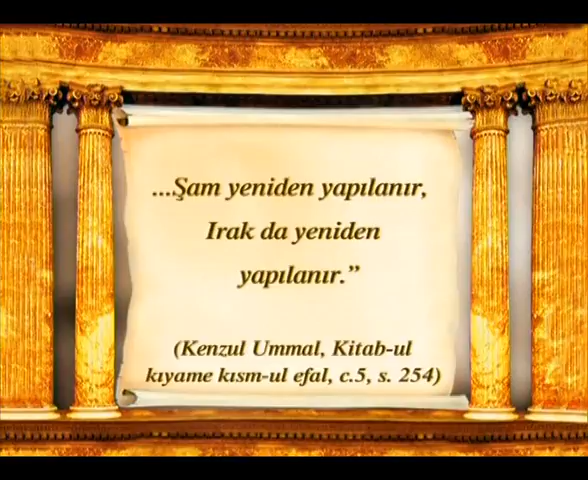 ...Şam yeniden yapılanır,
Irak da yeniden
yapılanır.”
(Kenzul Ummal, Kitab-ul
kıyame kısm-ul efal, c.5, s. 254)